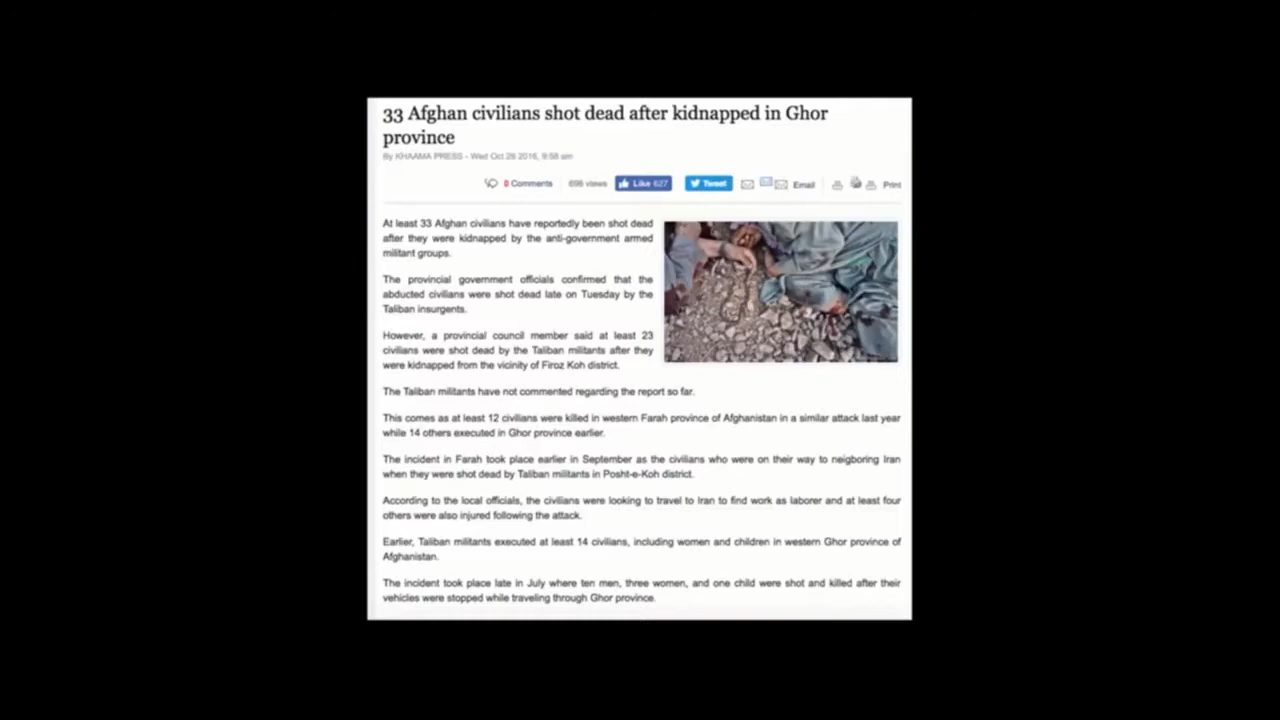 33 Afghan civilians shot dead after kidnapped in Ghor
province
By KHAAMA PRESS - Wed Oct 26 2016, 9:58 am
0 Comments 698 views Like 627 Tweet Email Print
At least 33 Afghan civilians have reportedly been shot dead
after they were kidnapped by the anti-government armed
militant groups.
The provincial government officials confirmed that the
abducted civilians were shot dead late on Tuesday by the
Taliban insurgents.
However, a provincial council member said at least 23
civilians were shot dead by the Taliban militants after they
were kidnapped from the vicinity of Firoz Koh district.
The Taliban militants have not commented regarding the report so far.
This comes as at least 12 civilians were killed in western Farah province of Afghanistan in a similar attack last year
while 14 others executed in Ghor province earlier.
The incident in Farah took place earlier in September as the civilians who were on their way to neigboring Iran
when they were shot dead by Taliban militants in Posht-e-Koh district.
According to the local officials, the civilians were looking to travel to Iran to find work as laborer and at least four
others were also injured following the attack.
Earlier, Taliban militants executed at least 14 civilians, including women and children in western Ghor province of
Afghanistan.
The incident took place late in July where ten men, three women, and one child were shot and killed after their
vehicles were stopped while traveling through Ghor province.